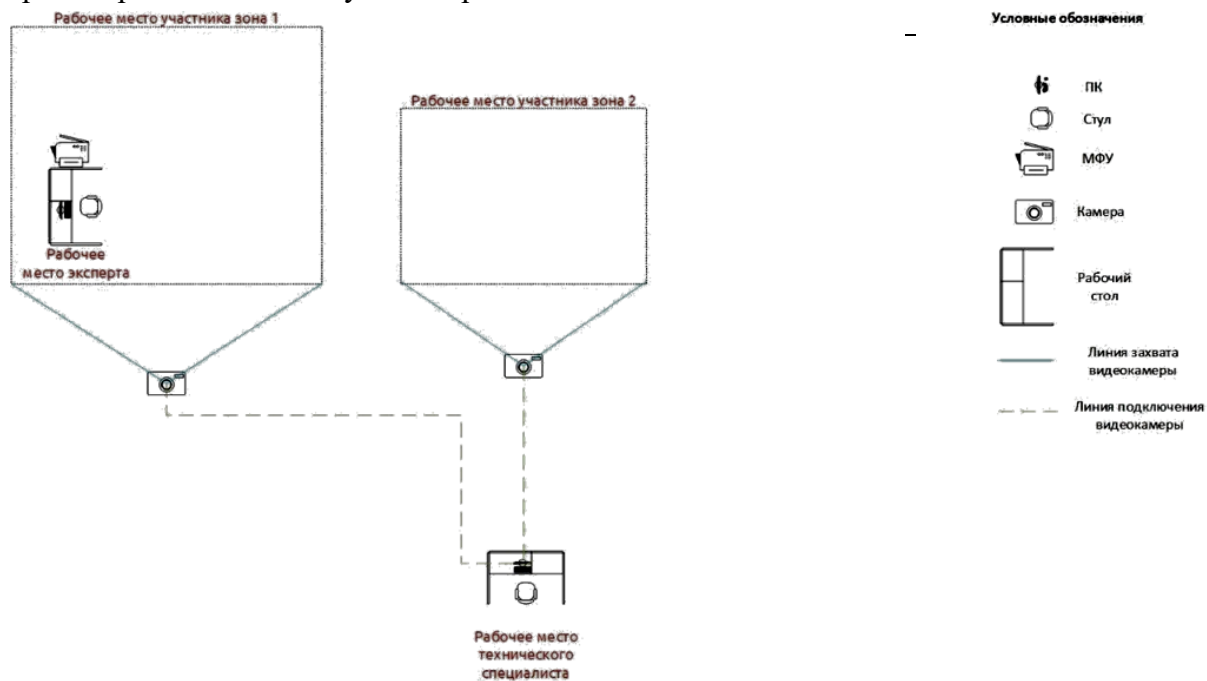 Рабочее место участника зона 1
Рабочее место участника зона 2
Рабочее
место эксперта
Рабочее место
технического
специалиста
Условные обозначения
ПК
Стул
МФУ
Камера
Рабочий
стол
Линия захвата
видеокамеры
Линия подключения
видеокамеры